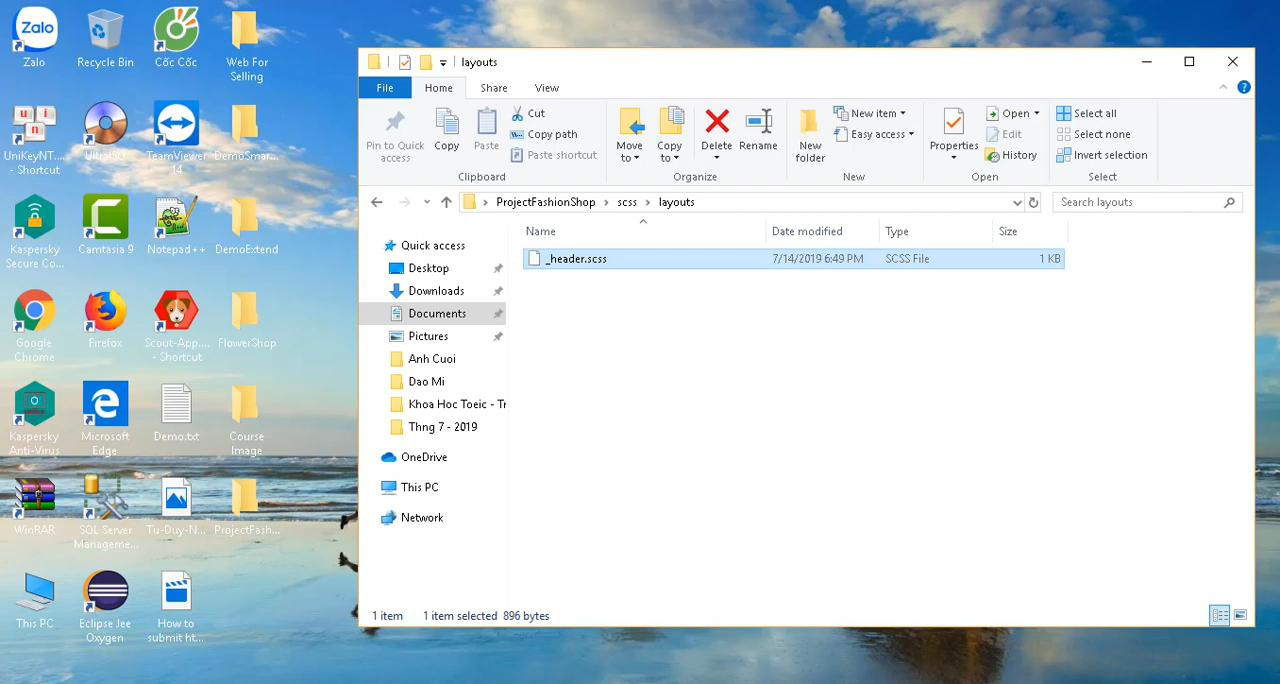 Zalo
Zalo
Recycle Bin
Cốc Cốc
Web For
Selling
u i
n
UniKeyNT....
- Shortcut
UltraISO
TeamViewer
14
DemoSmar...
Kaspersky
Secure Co...
Camtasia 9
Notepad++
DemoExtend
Google
Chrome
Firefox
Scout-App....
- Shortcut
FlowerShop
Kaspersky
Anti-Virus
Microsoft
Edge
Demo.txt
Course
Image
WinRAR
SQL Server
Manageme...
Tu-Duy-N...
ProjectFash...
This PC
Eclipse Jee
Oxygen
How to
submit ht...
layouts
File
Home
Share
View
Pin to Quick
access
Copy
Paste
Cut
Copy path
Paste shortcut
Clipboard
Move
to
Copy
to
Delete
Rename
Organize
New
folder
New item
Easy access
New
Properties
Open
Edit
History
Open
Select all
Select none
Invert selection
Select
ProjectFashionShop > scss > layouts
Search layouts
Name
Date modified
Type
Size
_header.scss
7/14/2019 6:49 PM
SCSS File
1 KB
Quick access
Desktop
Downloads
Documents
Pictures
Anh Cuoi
Dao Mi
Khoa Hoc Toeic - Tr
Thng 7 - 2019
OneDrive
This PC
Network
1 item
1 item selected 896 bytes